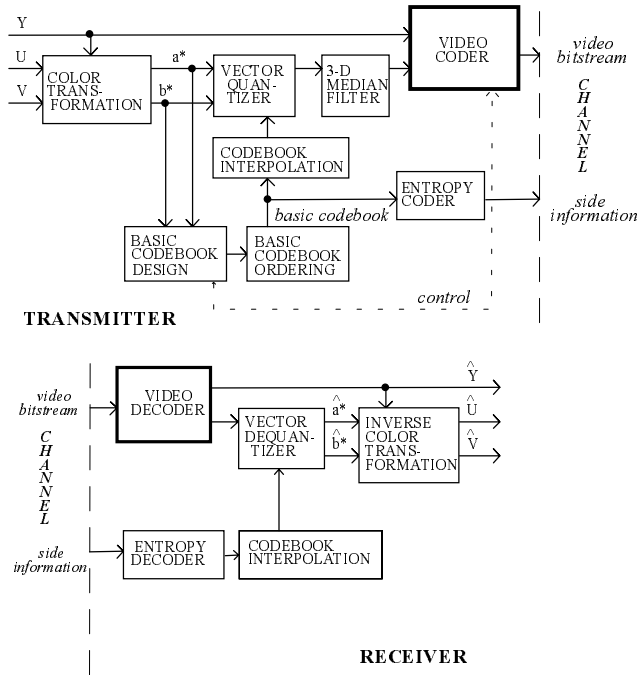 Y
U
V
COLOR
TRANS-
FORMATION
a*
b*
VECTOR
QUAN-
TIZER
3-D
MEDIAN
FILTER
VIDEO
CODER
video
bitstream
CHANNEL
CODEBOOK
INTERPOLATION
basic codebook
ENTROPY
CODER
side
information
BASIC
CODEBOOK
DESIGN
BASIC
CODEBOOK
ORDERING
control
TRANSMITTER
video
bitstream
CHANNEL
side
information
VIDEO
DECODER
VECTOR
DEQUAN-
TIZER
â*
b̂*
INVERSE
COLOR
TRANS-
FORMATION
Ŷ
Û
V̂
ENTROPY
DECODER
CODEBOOK
INTERPOLATION
RECEIVER